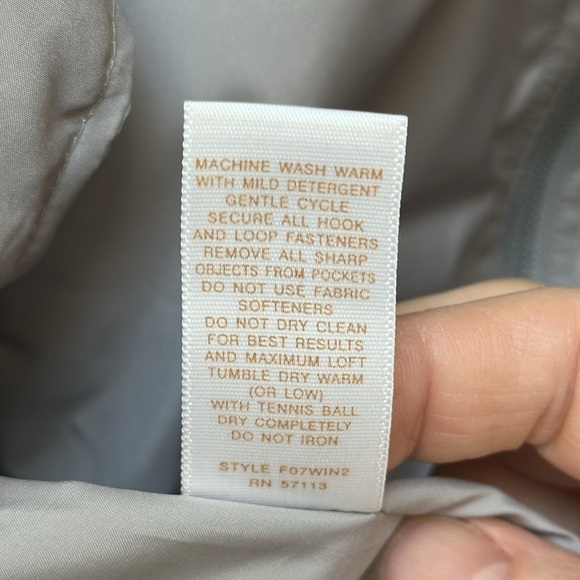 MACHINE WASH WARM
WITH MILD DETERGENT
GENTLE CYCLE
SECURE ALL HOOK
AND LOOP FASTENERS
REMOVE ALL SHARP
OBJECTS FROM POCKETS
DO NOT USE FABRIC
SOFTENERS
DO NOT DRY CLEAN
FOR BEST RESULTS
AND MAXIMUM LOFT
TUMBLE DRY WARM
(OR LOW)
WITH TENNIS BALL
DRY COMPLETELY
DO NOT IRON
STYLE F07WIN2
RN 57113